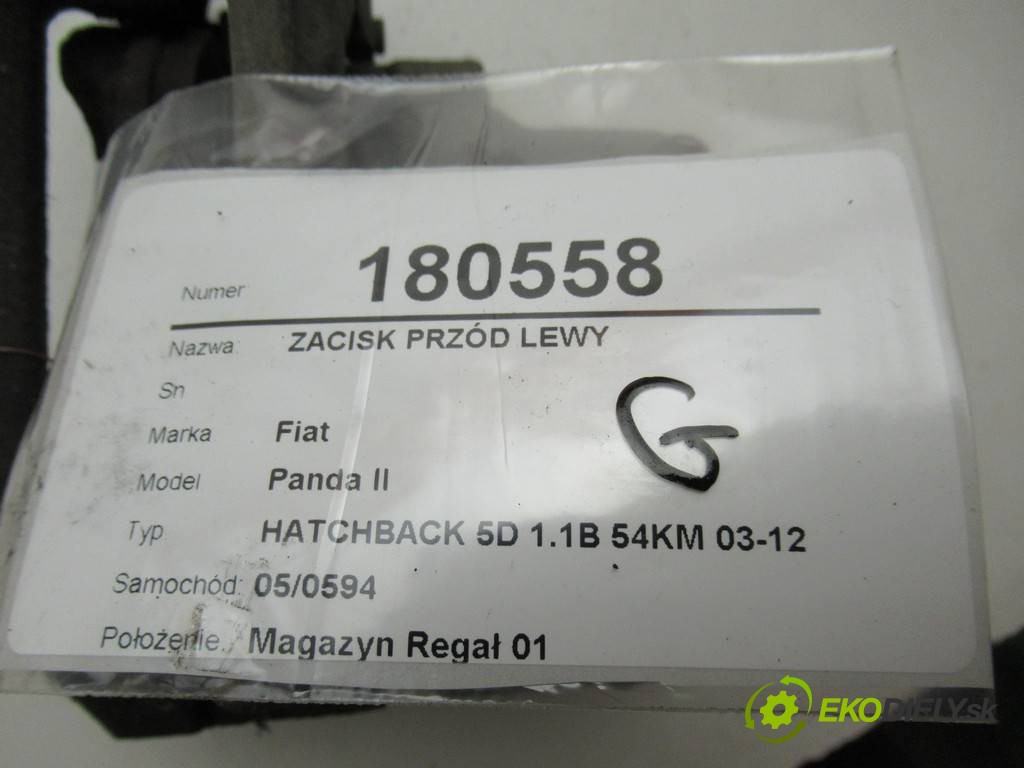 Numer 180558
Nazwa: ZACISK PRZÓD LEWY
Sn
Marka Fiat
G
Model Panda II
Typ HATCHBACK 5D 1.1B 54KM 03-12
Samochód: 05/0594
Położenie: Magazyn Regał 01
EKODIELY.sk